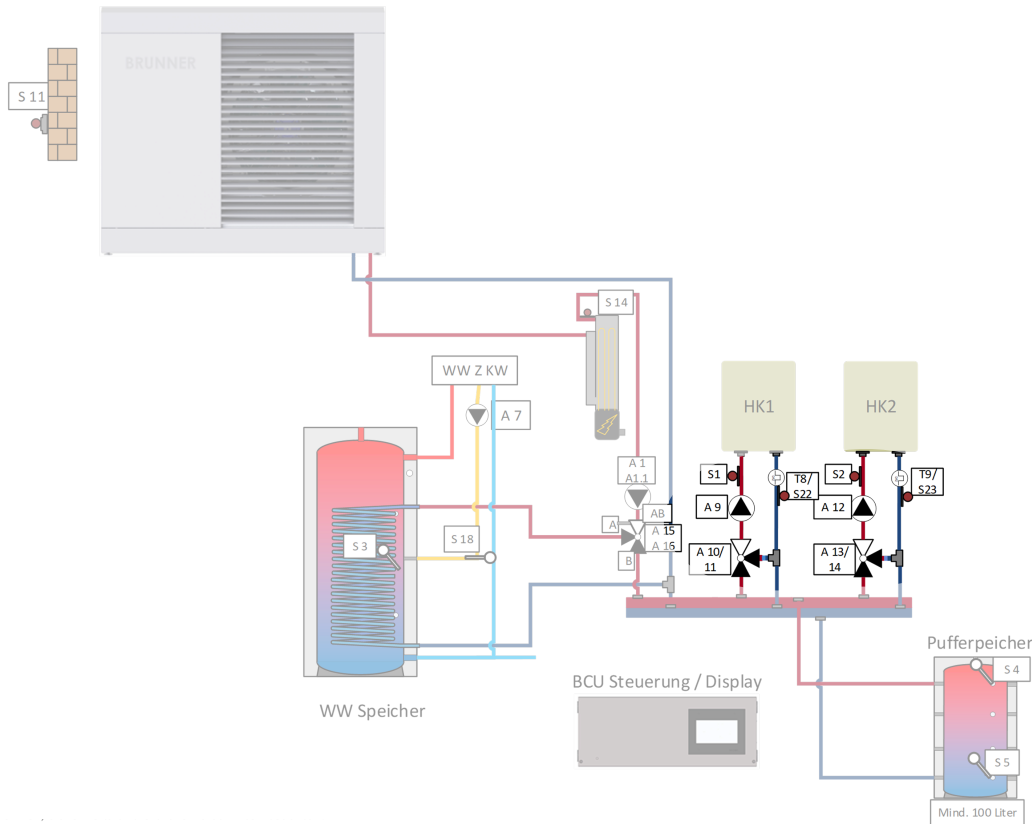 BRUNNER
S 11
S 14
WW Z KW
A 7
HK1
HK2
A 1
A1.1
S1
T8/
S22
S2
T9/
S23
A 9
A 12
AB
A
A 15
A 16
B
A 10/
11
A 13/
14
S 3
S 18
Pufferpeicher
S 4
BCU Steuerung / Display
WW Speicher
S 5
Mind. 100 Liter